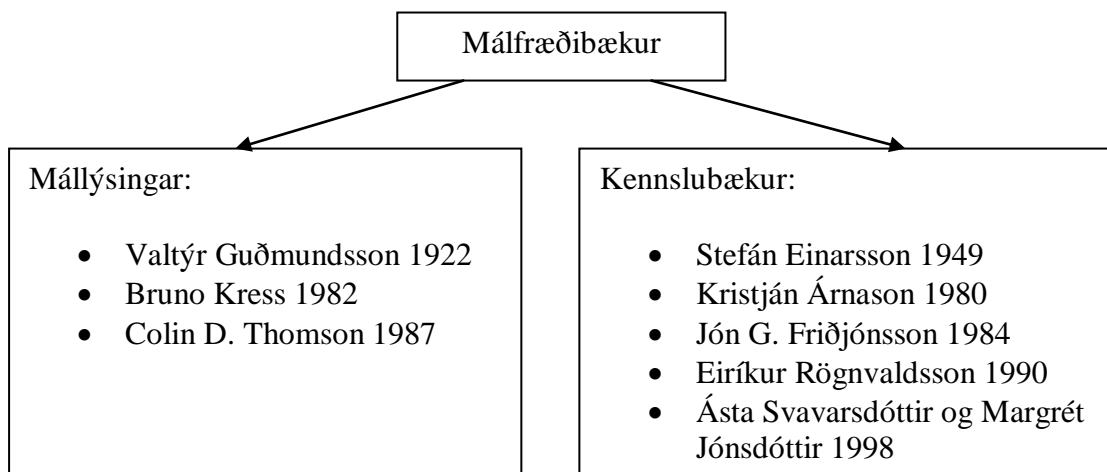 Málfræðibækur
Mállýsingar:
• Valtýr Guðmundsson 1922
• Bruno Kress 1982
• Colin D. Thomson 1987
Kennslubækur:
• Stefán Einarsson 1949
• Kristján Árnason 1980
• Jón G. Friðjónsson 1984
• Eiríkur Rögnvaldsson 1990
• Ásta Svavarsdóttir og Margrét
Jónsdóttir 1998